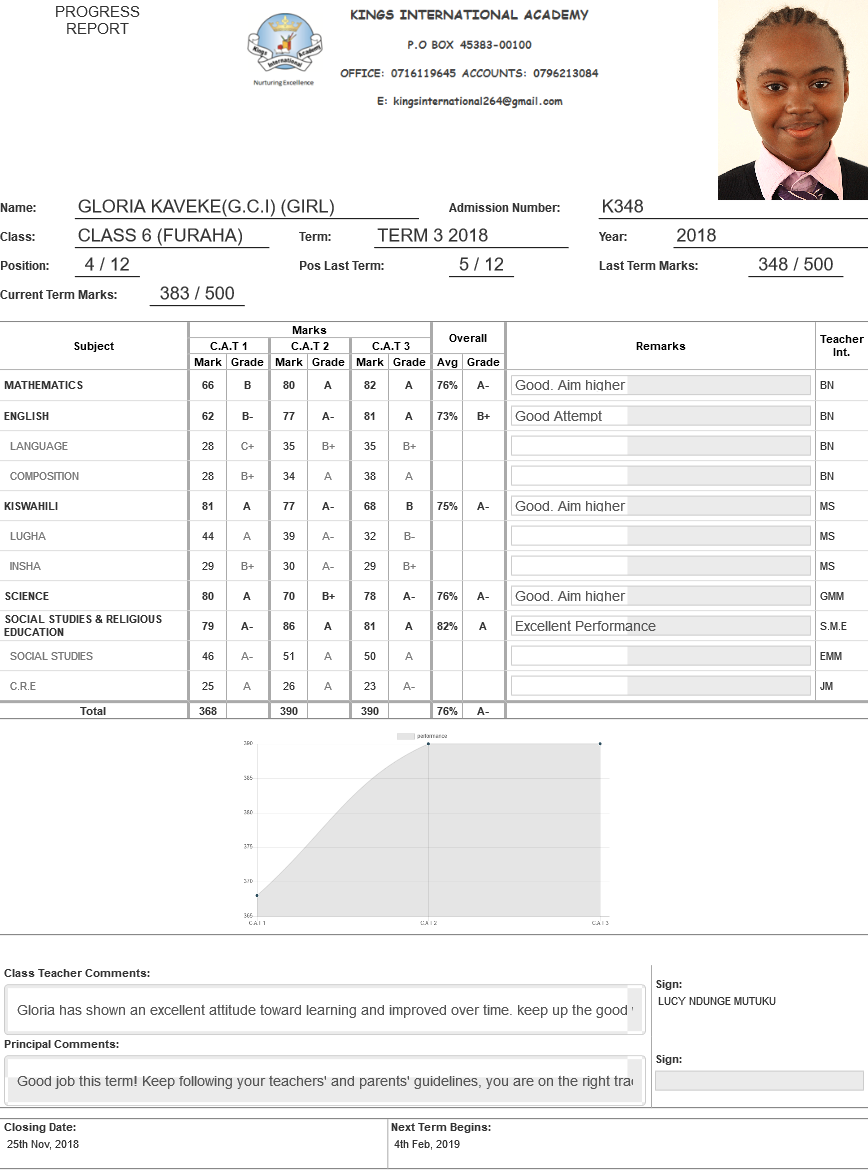 PROGRESS
REPORT
KINGS INTERNATIONAL ACADEMY
P.O BOX 45383-00100
OFFICE: 0716119645 ACCOUNTS: 0796213084
E: kingsinternational264@gmail.com
Kings International Academy
Nurturing Excellence
Name: GLORIA KAVEKE(G.C.I) (GIRL) Admission Number: K348
Class: CLASS 6 (FURAHA) Term: TERM 3 2018 Year: 2018
Position: 4 / 12 Pos Last Term: 5 / 12 Last Term Marks: 348 / 500
Current Term Marks: 383 / 500
Marks
Subject C.A.T 1 C.A.T 2 C.A.T 3 Overall Remarks Teacher Int.
Mark Grade Mark Grade Mark Grade Avg Grade
MATHEMATICS 66 B 80 A 82 A 76% A- Good. Aim higher BN
ENGLISH 62 B- 77 A- 81 A 73% B+ Good Attempt BN
LANGUAGE 28 C+ 35 B+ 35 B+ BN
COMPOSITION 28 B+ 34 A 38 A BN
KISWAHILI 81 A 77 A- 68 B 75% A- Good. Aim higher MS
LUGHA 44 A 39 A- 32 B- MS
INSHA 29 B+ 30 A- 29 B+ MS
SCIENCE 80 A 70 B+ 78 A- 76% A- Good. Aim higher GMM
SOCIAL STUDIES & RELIGIOUS
EDUCATION 79 A- 86 A 81 A 82% A Excellent Performance S.M.E
SOCIAL STUDIES 46 A- 51 A 50 A EMM
C.R.E 25 A 26 A 23 A- JM
Total 368 390 390 76% A-
performance
390
385
380
375
370
365
C.A.T 1 C.A.T 2 C.A.T 3
Class Teacher Comments:
Gloria has shown an excellent attitude toward learning and improved over time. keep up the good
Sign:
LUCY NDUNGE MUTUKU
Principal Comments:
Good job this term! Keep following your teachers' and parents' guidelines, you are on the right
Sign:
Closing Date: Next Term Begins:
25th Nov, 2018 4th Feb, 2019